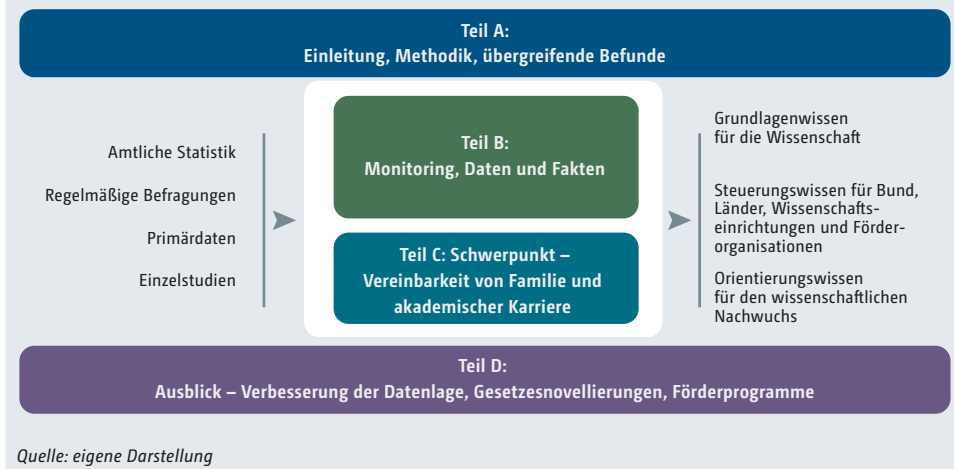 Teil A:
Einleitung, Methodik, übergreifende Befunde
Amtliche Statistik
Regelmäßige Befragungen
Primärdaten
Einzelstudien
Teil B:
Monitoring, Daten und Fakten
Teil C: Schwerpunkt –
Vereinbarkeit von Familie und
akademischer Karriere
Grundlagenwissen
für die Wissenschaft
Steuerungswissen für Bund,
Länder, Wissenschafts-
einrichtungen und Förder-
organisationen
Orientierungswissen
für den wissenschaftlichen
Nachwuchs
Teil D:
Ausblick – Verbesserung der Datenlage, Gesetzesnovellierungen, Förderprogramme
Quelle: eigene Darstellung